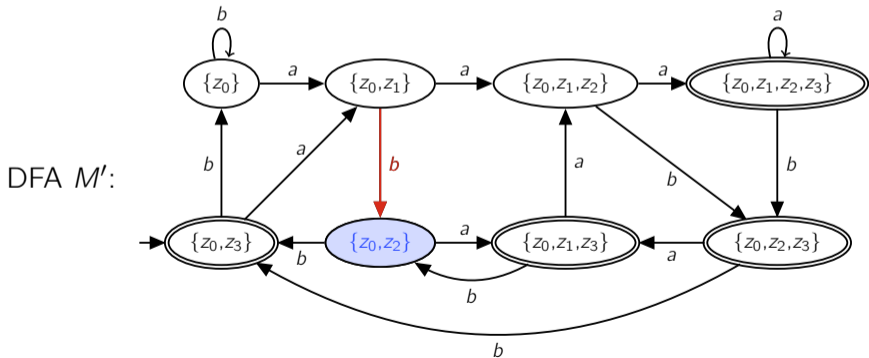 b a
{z₀} a {z₀,z₁} a {z₀,z₁,z₂} a {z₀,z₁,z₂,z₃}
b a b a b b
DFA M′:
{z₀,z₃} b {z₀,z₂} a {z₀,z₁,z₃} a {z₀,z₂,z₃}
b
b